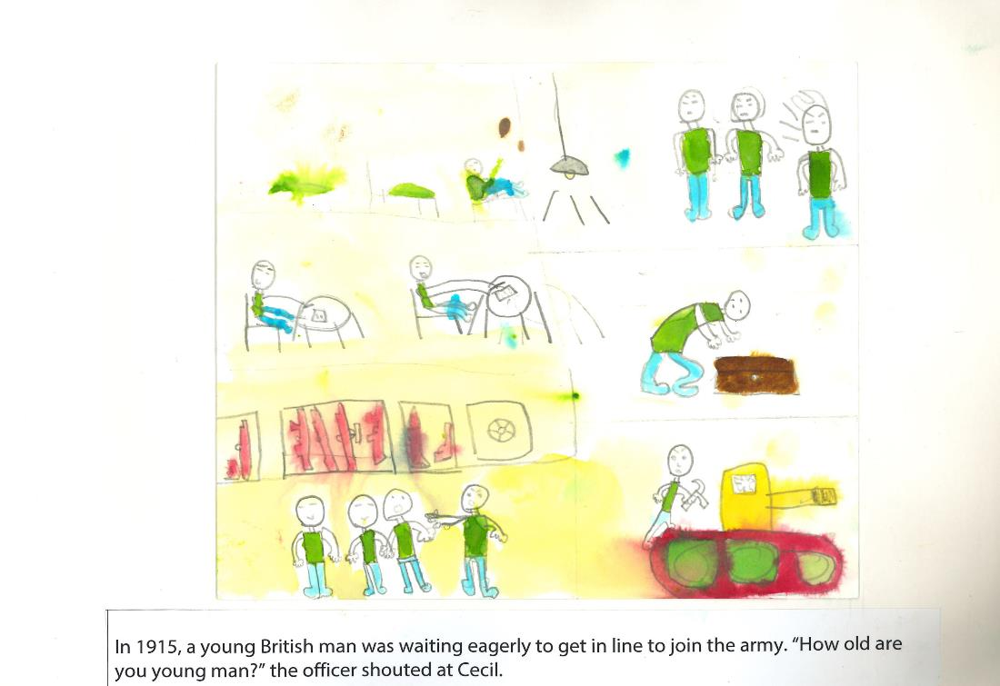 In 1915, a young British man was waiting eagerly to get in line to join the army. “How old are
you young man?” the officer shouted at Cecil.